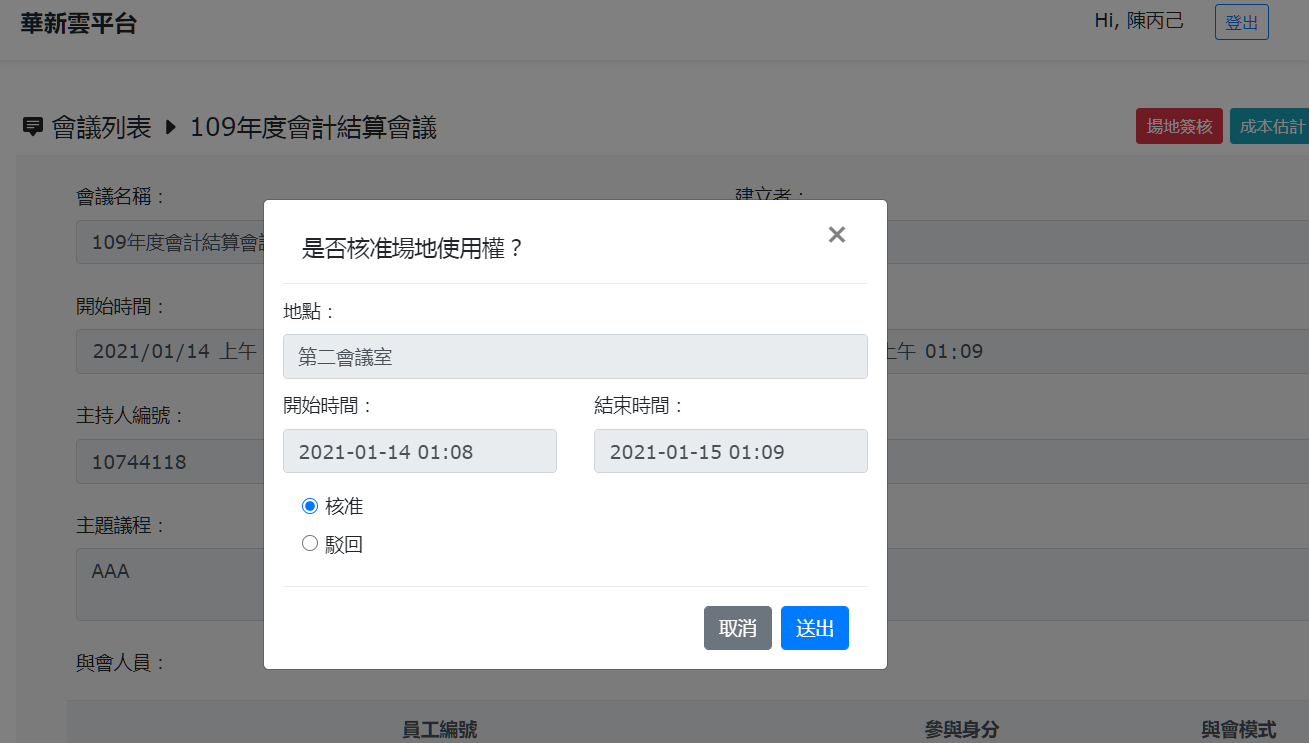 華新雲平台
Hi, 陳丙己
登出
會議列表 109年度會計結算會議
場地簽核
成本估計
會議名稱：
建立者：
109年度會計結算會
開始時間：
2021/01/14 上午
上午 01:09
主持人編號：
10744118
主題議程：
AAA
與會人員：
員工編號
參與身分
與會模式
是否核准場地使用權？
×
地點：
第二會議室
開始時間：
結束時間：
2021-01-14 01:08
2021-01-15 01:09
核准
駁回
取消
送出